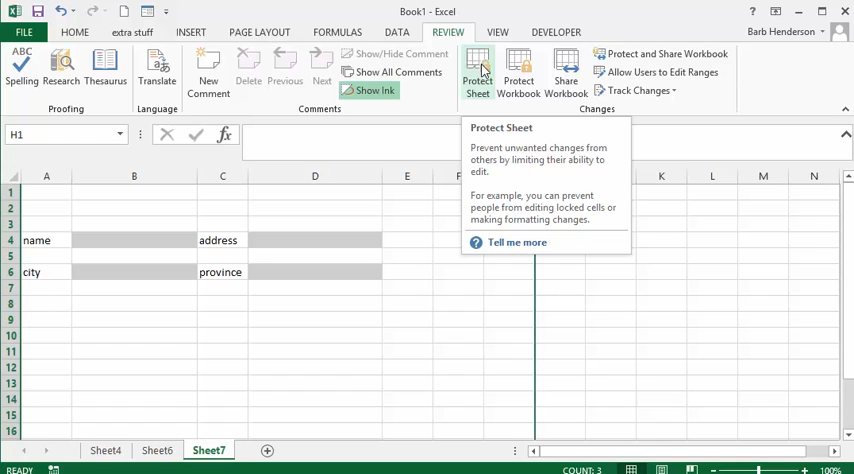 Book1 - Excel
FILE HOME extra stuff INSERT PAGE LAYOUT FORMULAS DATA REVIEW VIEW DEVELOPER Barb Henderson
ABC
Spelling Research Thesaurus
Proofing
Translate
Language
New
Comment
Delete Previous Next
Show/Hide Comment
Show All Comments
Show Ink
Comments
Protect
Sheet
Protect
Workbook
Share
Workbook
Protect and Share Workbook
Allow Users to Edit Ranges
Track Changes
Changes
H1
fx
Protect Sheet
Prevent unwanted changes from
others by limiting their ability to
edit.
For example, you can prevent
people from editing locked cells or
making formatting changes.
? Tell me more
A B C D E F K L M N
1
2
3
4 name address
5
6 city province
7
8
9
10
11
12
13
14
15
16
Sheet4 Sheet6 Sheet7
READY COUNT: 3 100%